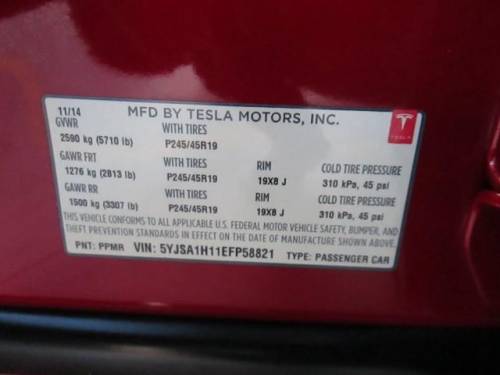 11/14 MFD BY TESLA MOTORS, INC.
GVWR WITH TIRES
2590 kg (5710 lb) P245/45R19
GAWR FRT WITH TIRES RIM COLD TIRE PRESSURE
1276 kg (2813 lb) P245/45R19 19X8 J 310 kPa, 45 psi
GAWR RR WITH TIRES RIM COLD TIRE PRESSURE
1500 kg (3307 lb) P245/45R19 19X8 J 310 kPa, 45 psi
THIS VEHICLE CONFORMS TO ALL APPLICABLE U.S. FEDERAL MOTOR VEHICLE SAFETY, BUMPER, AND
THEFT PREVENTION STANDARDS IN EFFECT ON THE DATE OF MANUFACTURE SHOWN ABOVE.
PNT: PPMR VIN: 5YJSA1H11EFP58821 TYPE: PASSENGER CAR